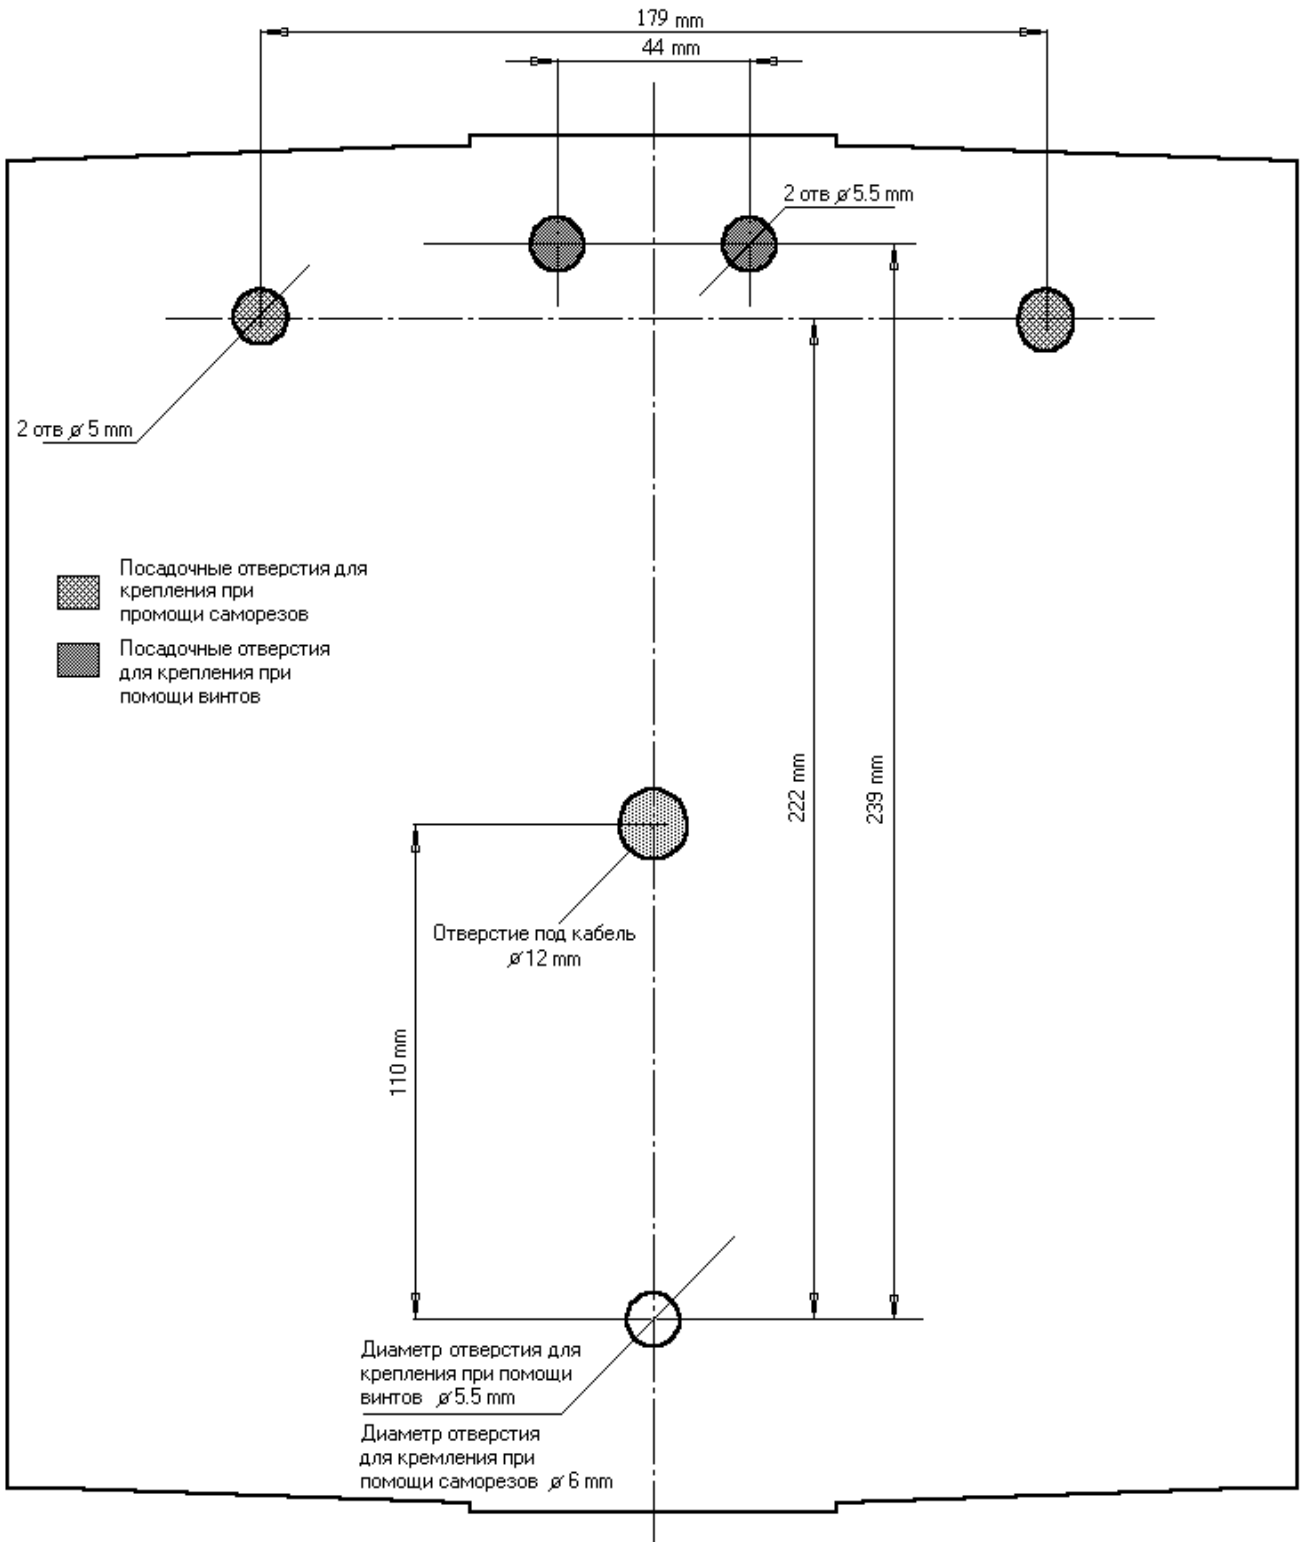 179 mm
44 mm
2 отв ⌀ 5.5 mm
2 отв ⌀ 5 mm
Посадочные отверстия для
крепления при
промощи саморезов
Посадочные отверстия
для крепления при
помощи винтов
222 mm
239 mm
Отверстие под кабель
⌀ 12 mm
110 mm
Диаметр отверстия для
крепления при помощи
винтов ⌀ 5.5 mm
Диаметр отверстия
для кремления при
помощи саморезов ⌀ 6 mm